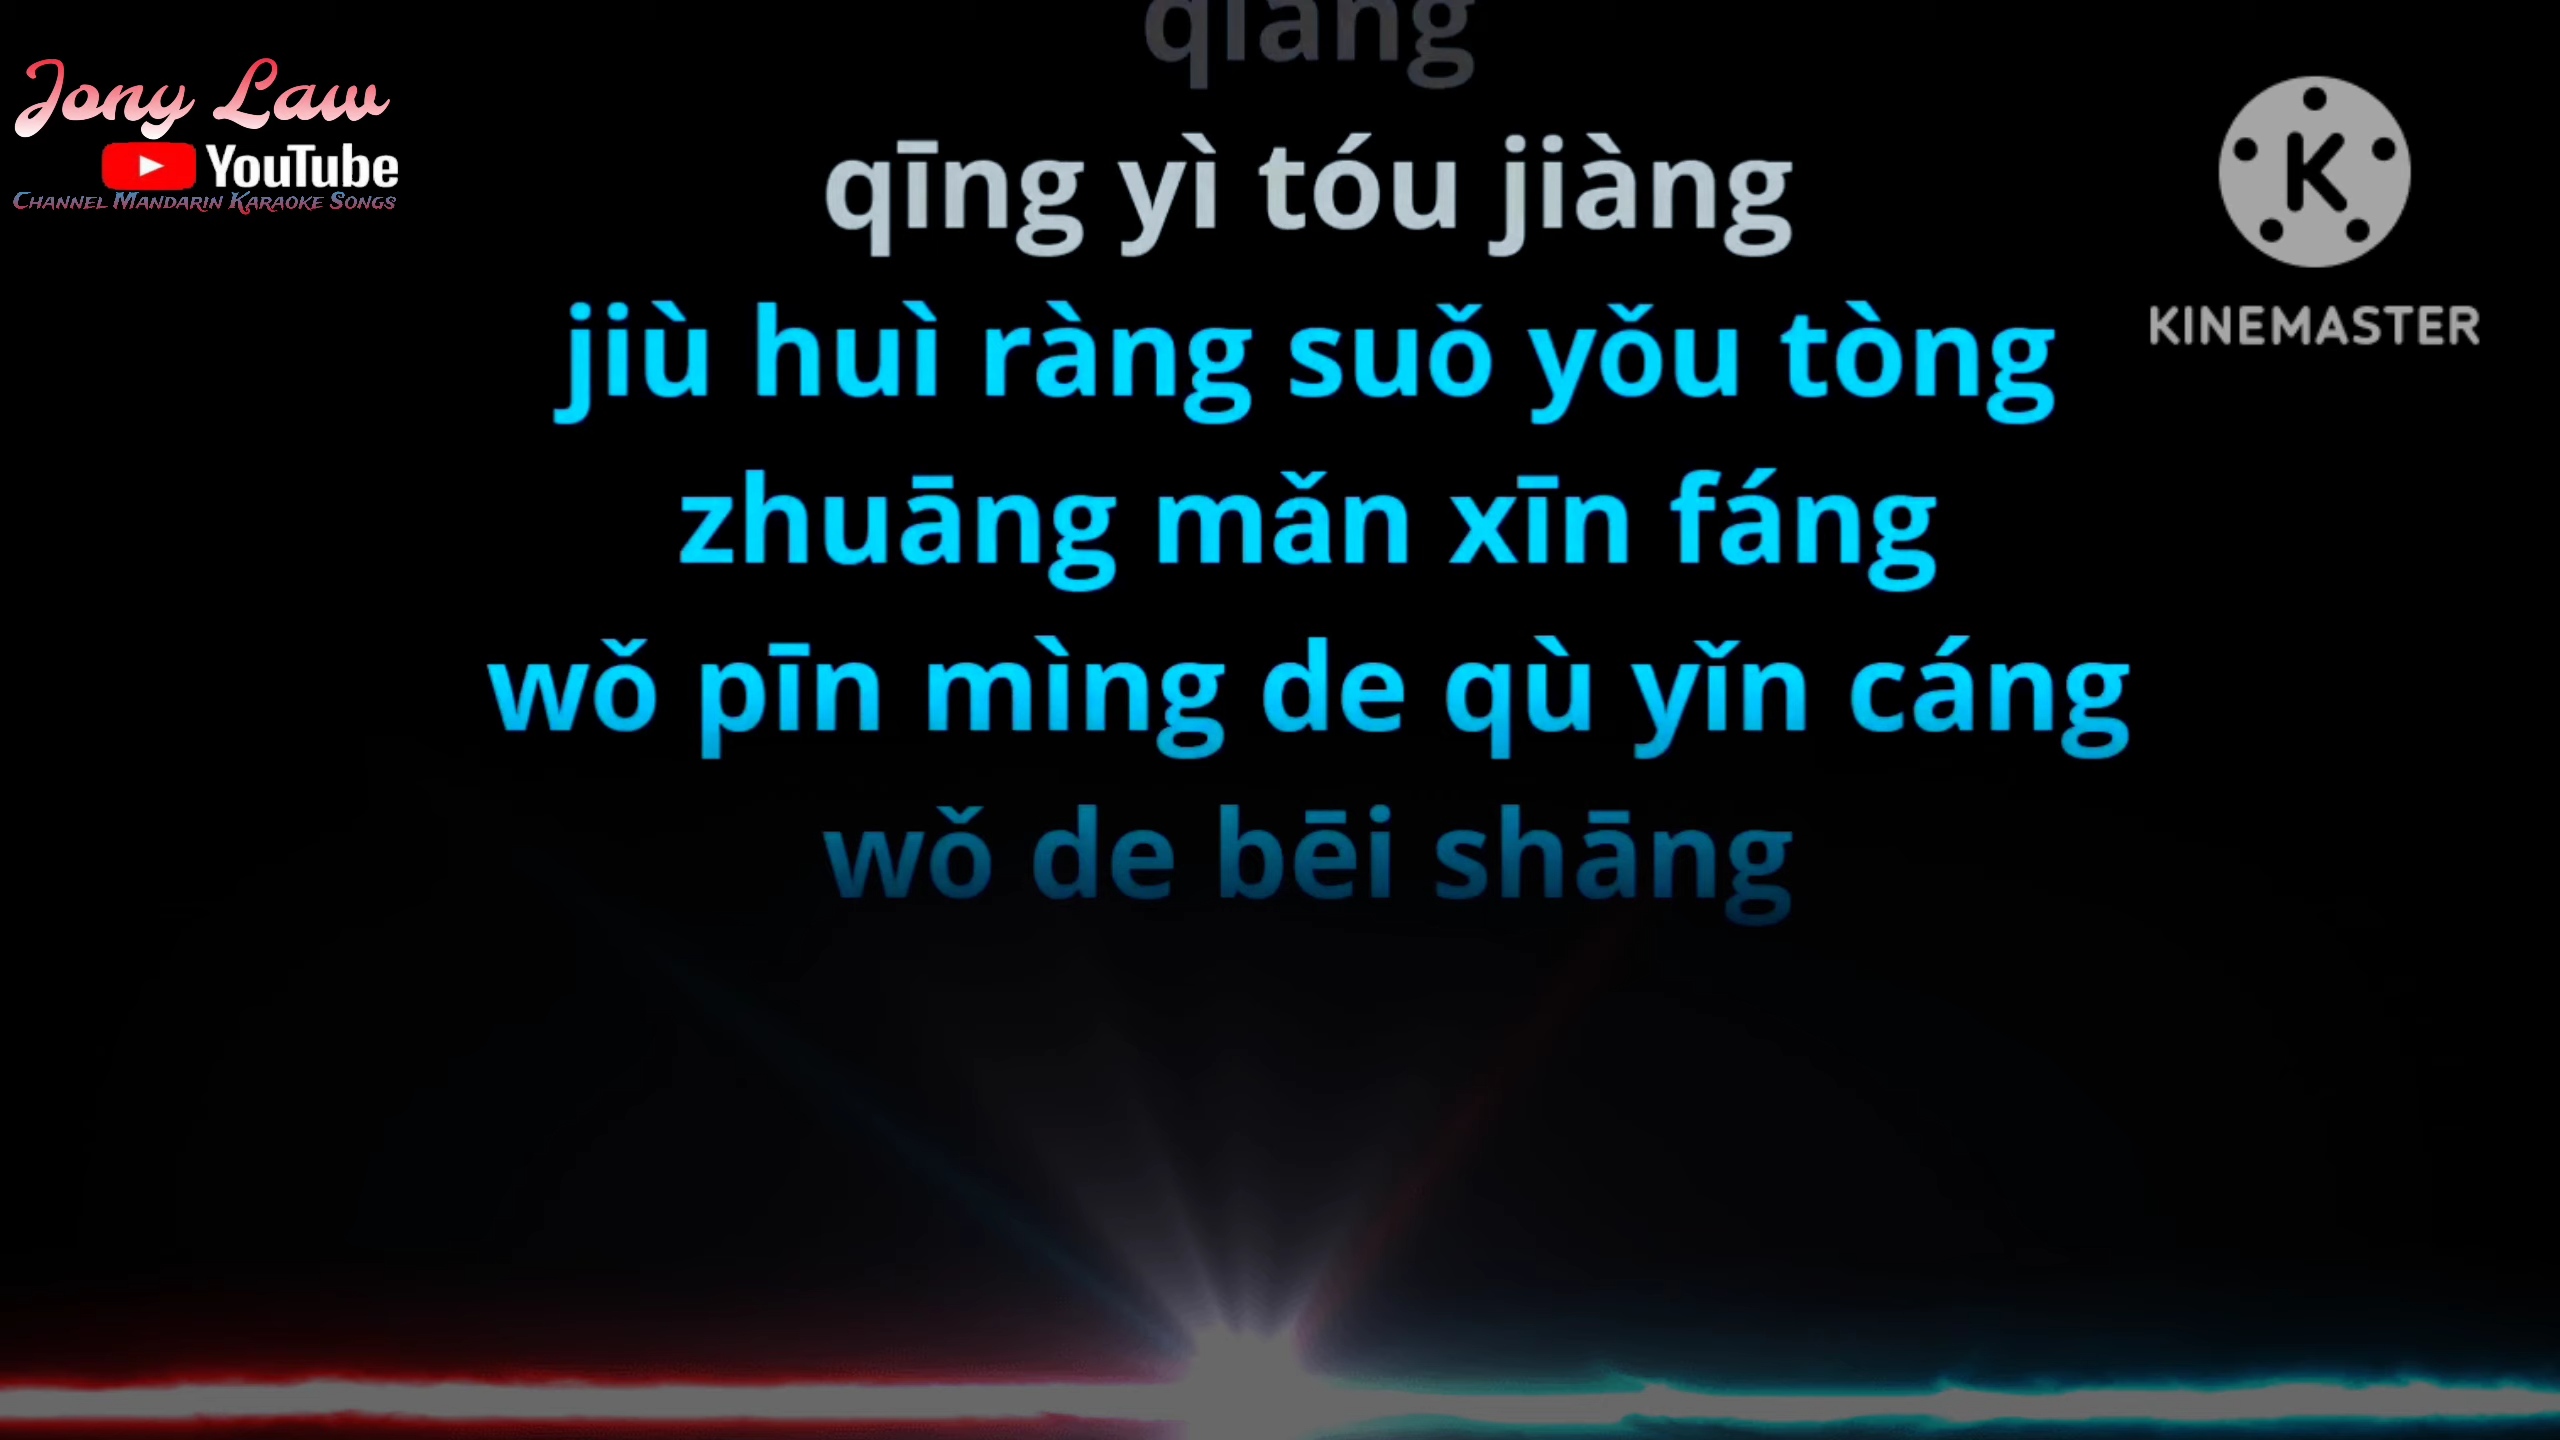 qiang
Jony Law
YouTube
CHANNEL MANDARIN KARAOKE SONGS
K
KINEMASTER
qīng yì tóu jiàng
jiù huì ràng suǒ yǒu tòng
zhuāng mǎn xīn fáng
wǒ pīn mìng de qù yǐn cáng
wǒ de bēi shāng